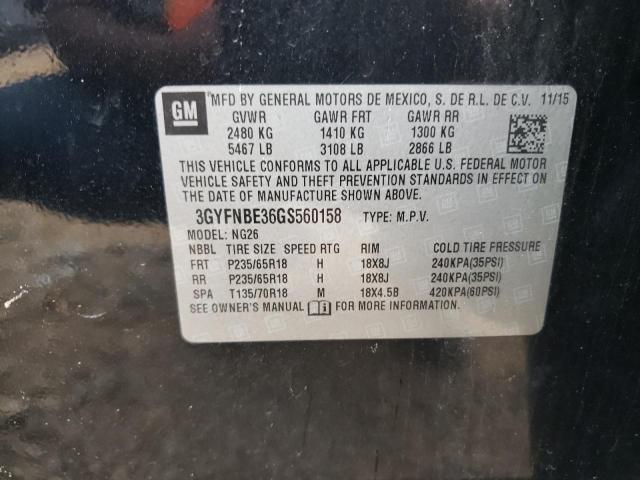 GM MFD BY GENERAL MOTORS DE MEXICO, S. DE R.L. DE C.V. 11/15
GVWR GAWR FRT GAWR RR
2480 KG 1410 KG 1300 KG
5467 LB 3108 LB 2866 LB
THIS VEHICLE CONFORMS TO ALL APPLICABLE U.S. FEDERAL MOTOR
VEHICLE SAFETY AND THEFT PREVENTION STANDARDS IN EFFECT ON
THE DATE OF MANUFACTURE SHOWN ABOVE.
3GYFNBE36GS560158 TYPE: M.P.V.
MODEL: NG26
NBBL TIRE SIZE SPEED RTG RIM COLD TIRE PRESSURE
FRT P235/65R18 H 18X8J 240KPA(35PSI)
RR P235/65R18 H 18X8J 240KPA(35PSI)
SPA T135/70R18 M 18X4.5B 420KPA(60PSI)
SEE OWNER'S MANUAL FOR MORE INFORMATION